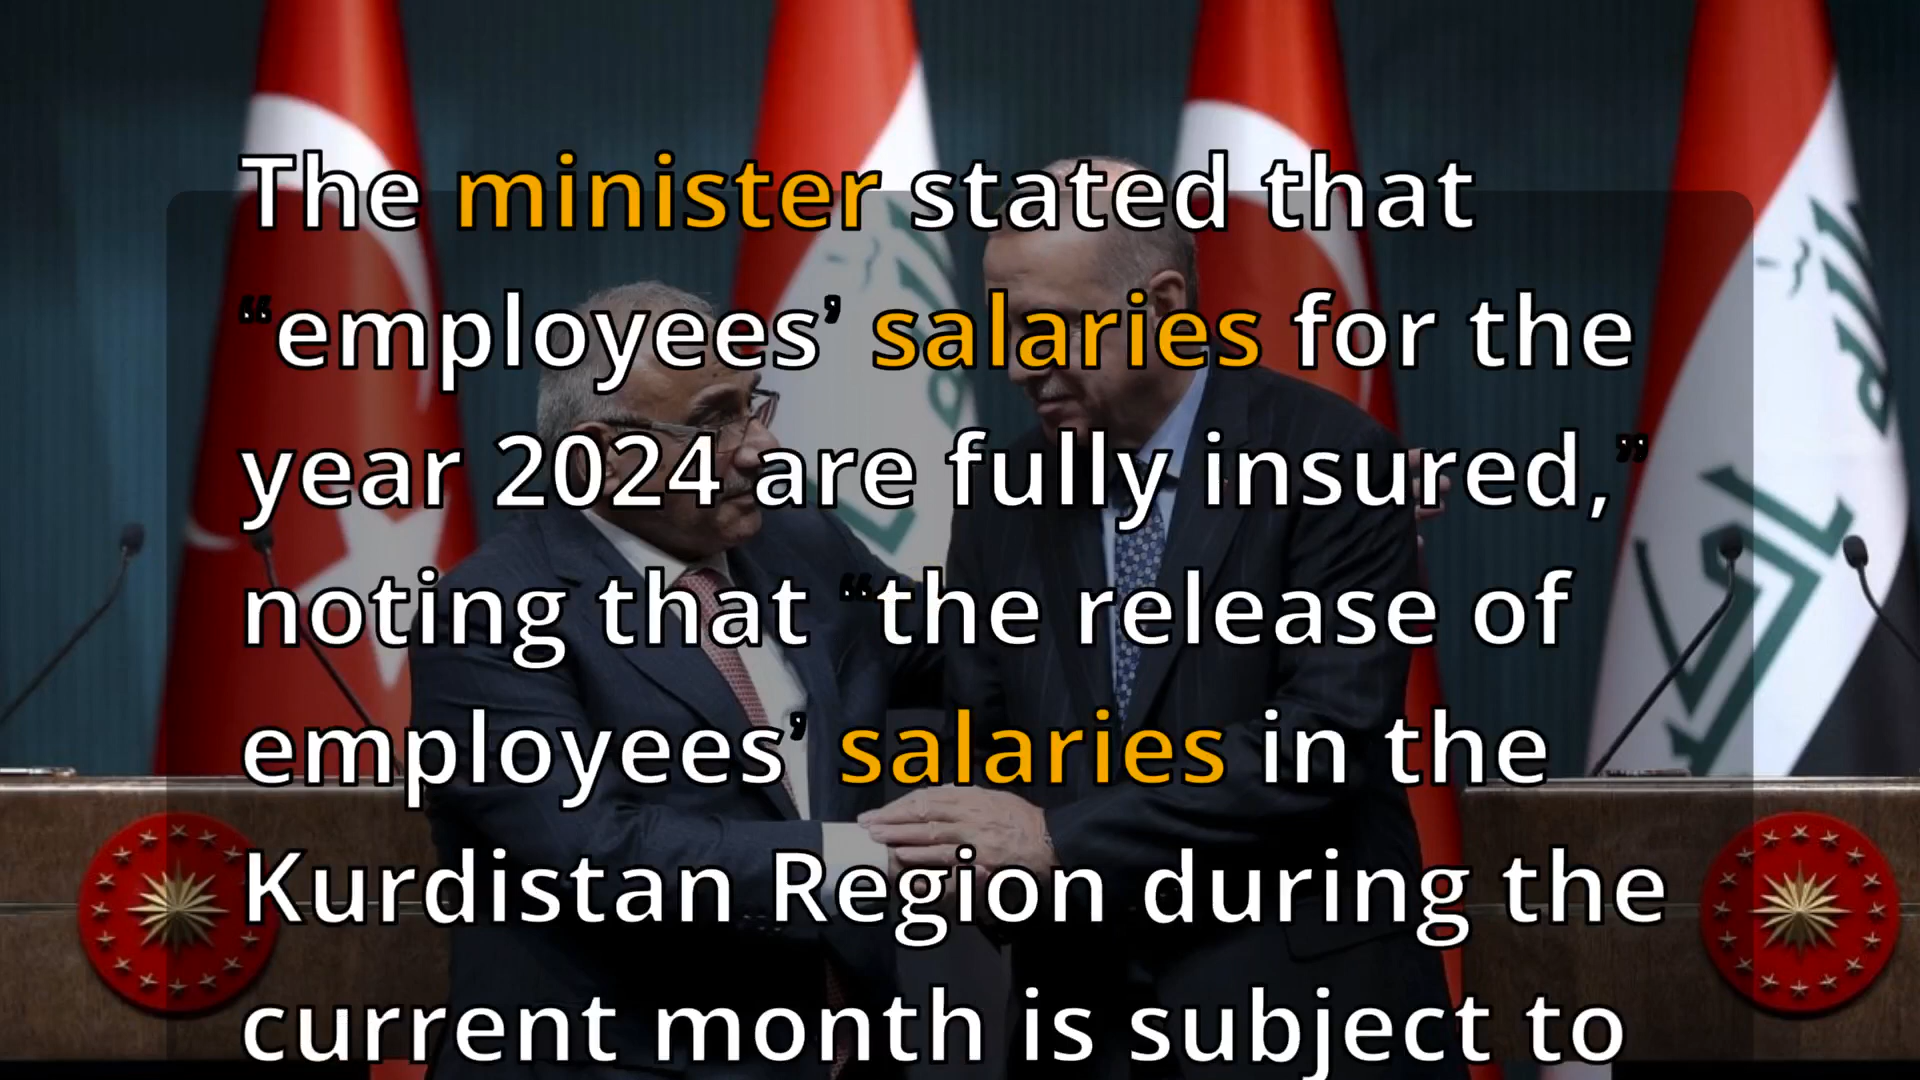 The minister stated that
“employees’ salaries for the
year 2024 are fully insured,”
noting that “the release of
employees’ salaries in the
Kurdistan Region during the
current month is subject to